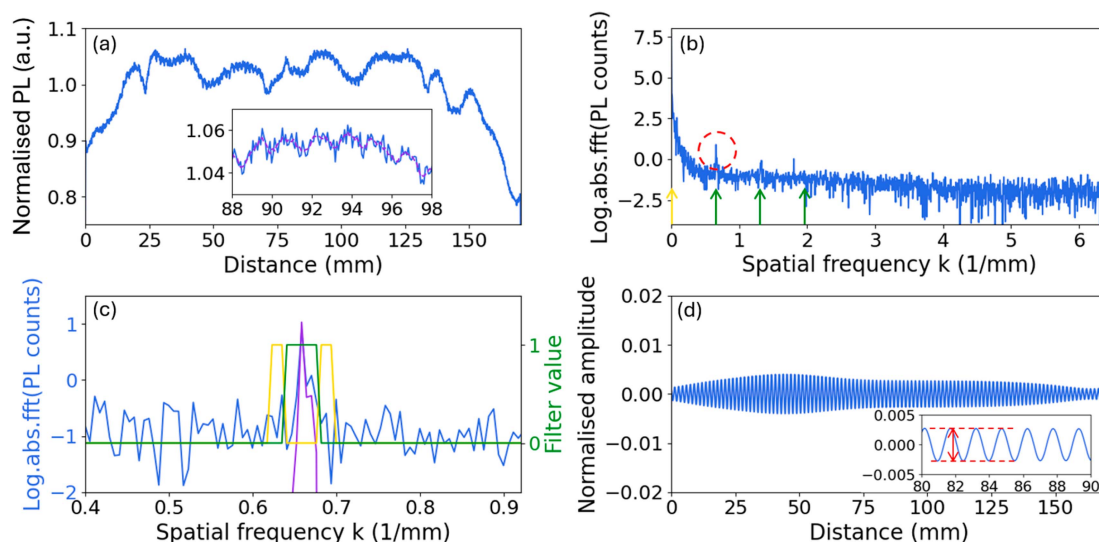 (a)
Normalised PL (a.u.)
1.1
1.0
0.9
0.8
1.06
1.04
88 90 92 94 96 98
0 25 50 75 100 125 150
Distance (mm)
(b)
Log.abs.fft(PL counts)
7.5
5.0
2.5
0.0
−2.5
0 1 2 3 4 5 6
Spatial frequency k (1/mm)
(c)
Log.abs.fft(PL counts)
1
0
−1
−2
1
0
Filter value
0.4 0.5 0.6 0.7 0.8 0.9
Spatial frequency k (1/mm)
(d)
Normalised amplitude
0.02
0.01
0.00
−0.01
−0.02
0.005
0.000
−0.005
80 82 84 86 88 90
0 25 50 75 100 125 150
Distance (mm)